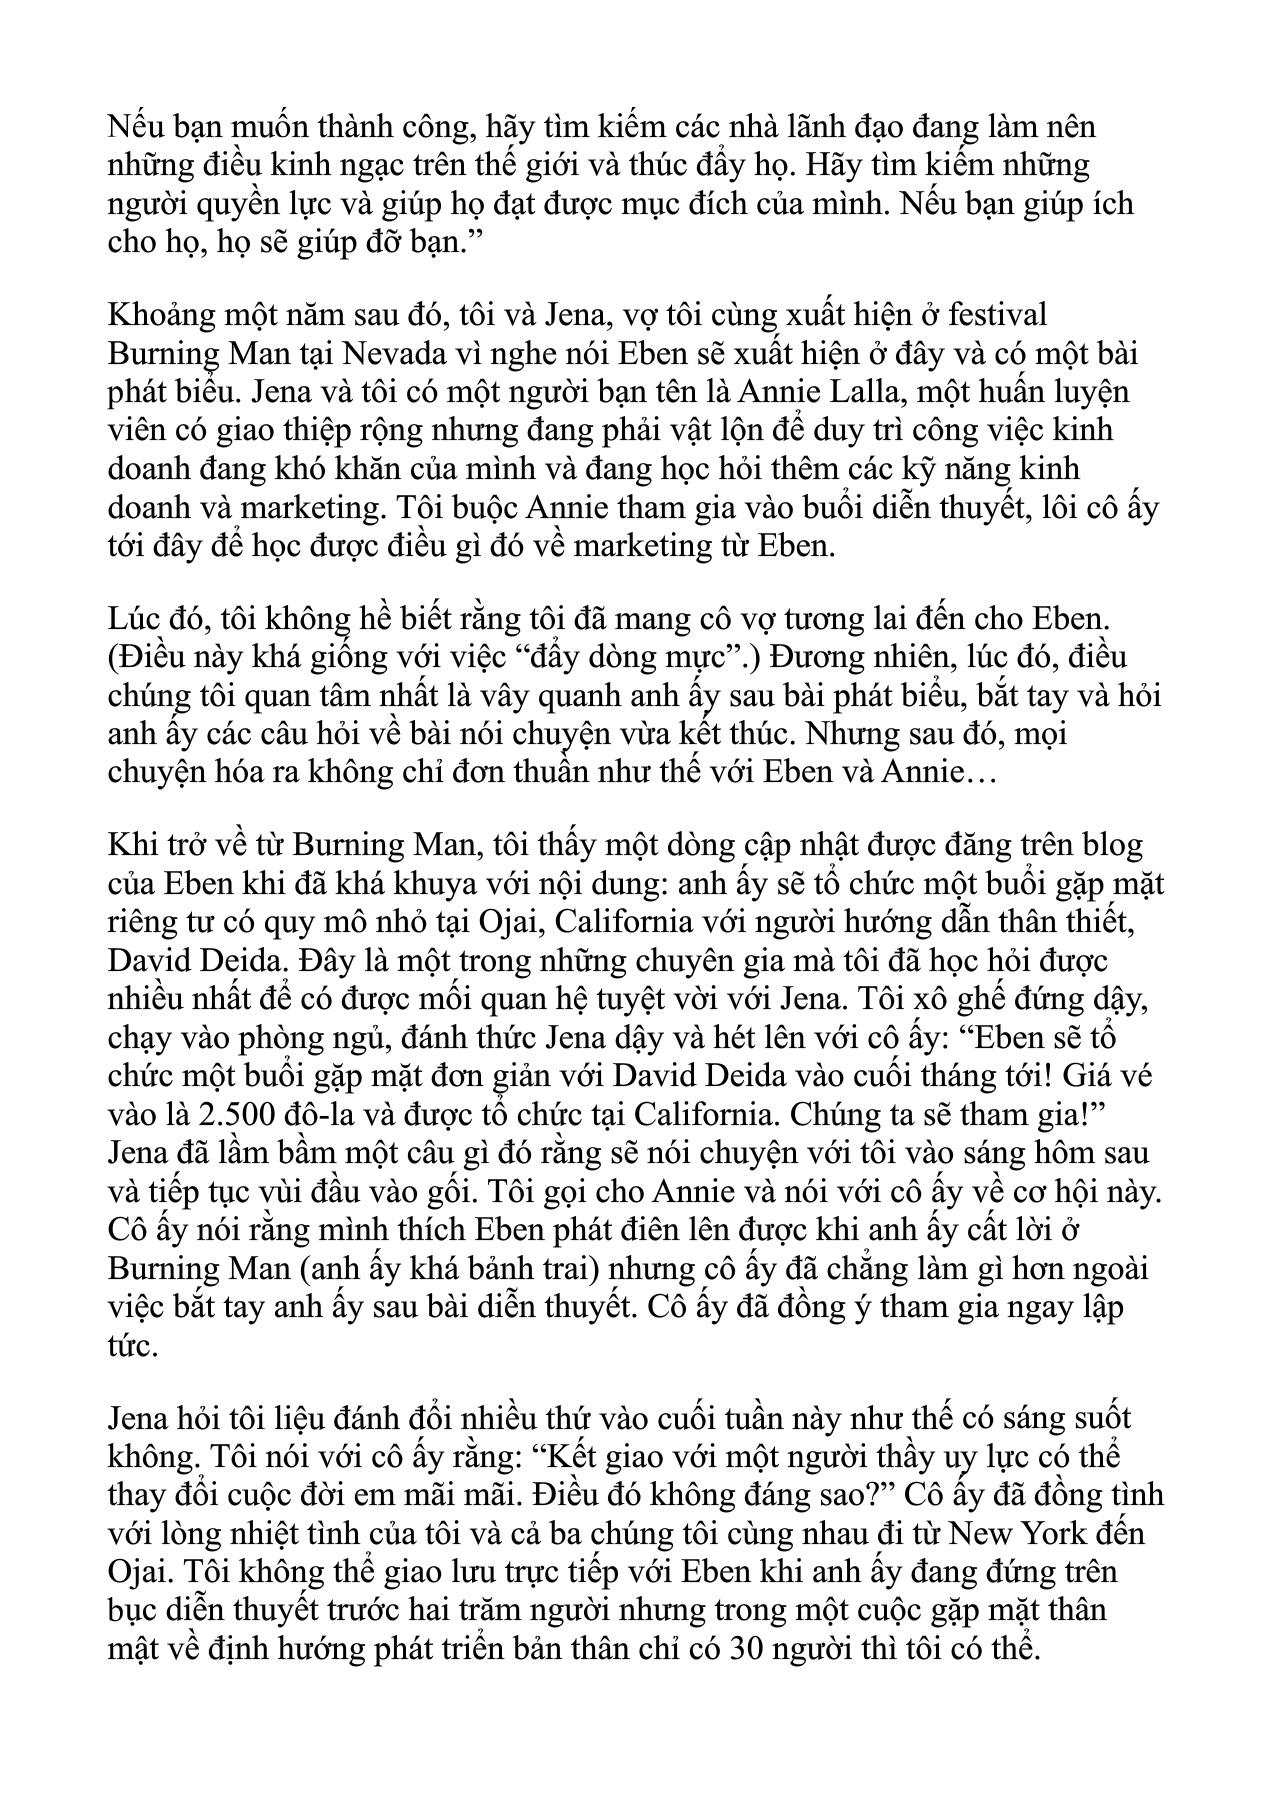 Nếu bạn muốn thành công, hãy tìm kiếm các nhà lãnh đạo đang làm nên
những điều kinh ngạc trên thế giới và thúc đẩy họ. Hãy tìm kiếm những
người quyền lực và giúp họ đạt được mục đích của mình. Nếu bạn giúp ích
cho họ, họ sẽ giúp đỡ bạn.”
Khoảng một năm sau đó, tôi và Jena, vợ tôi cùng xuất hiện ở festival
Burning Man tại Nevada vì nghe nói Eben sẽ xuất hiện ở đây và có một bài
phát biểu. Jena và tôi có một người bạn tên là Annie Lalla, một huấn luyện
viên có giao thiệp rộng nhưng đang phải vật lộn để duy trì công việc kinh
doanh đang khó khăn của mình và đang học hỏi thêm các kỹ năng kinh
doanh và marketing. Tôi buộc Annie tham gia vào buổi diễn thuyết, lôi cô ấy
tới đây để học được điều gì đó về marketing từ Eben.
Lúc đó, tôi không hề biết rằng tôi đã mang cô vợ tương lai đến cho Eben.
(Điều này khá giống với việc “đẩy dòng mực”.) Đương nhiên, lúc đó, điều
chúng tôi quan tâm nhất là vây quanh anh ấy sau bài phát biểu, bắt tay và hỏi
anh ấy các câu hỏi về bài nói chuyện vừa kết thúc. Nhưng sau đó, mọi
chuyện hóa ra không chỉ đơn thuần như thế với Eben và Annie…
Khi trở về từ Burning Man, tôi thấy một dòng cập nhật được đăng trên blog
của Eben khi đã khá khuya với nội dung: anh ấy sẽ tổ chức một buổi gặp mặt
riêng tư có quy mô nhỏ tại Ojai, California với người hướng dẫn thân thiết,
David Deida. Đây là một trong những chuyên gia mà tôi đã học hỏi được
nhiều nhất để có được mối quan hệ tuyệt vời với Jena. Tôi xô ghế đứng dậy,
chạy vào phòng ngủ, đánh thức Jena dậy và hét lên với cô ấy: “Eben sẽ tổ
chức một buổi gặp mặt đơn giản với David Deida vào cuối tháng tới! Giá vé
vào là 2.500 đô-la và được tổ chức tại California. Chúng ta sẽ tham gia!”
Jena đã lầm bầm một câu gì đó rằng sẽ nói chuyện với tôi vào sáng hôm sau
và tiếp tục vùi đầu vào gối. Tôi gọi cho Annie và nói với cô ấy về cơ hội này.
Cô ấy nói rằng mình thích Eben phát điên lên được khi anh ấy cất lời ở
Burning Man (anh ấy khá bảnh trai) nhưng cô ấy đã chẳng làm gì hơn ngoài
việc bắt tay anh ấy sau bài diễn thuyết. Cô ấy đã đồng ý tham gia ngay lập
tức.
Jena hỏi tôi liệu đánh đổi nhiều thứ vào cuối tuần này như thế có sáng suốt
không. Tôi nói với cô ấy rằng: “Kết giao với một người thầy uy lực có thể
thay đổi cuộc đời em mãi mãi. Điều đó không đáng sao?” Cô ấy đã đồng tình
với lòng nhiệt tình của tôi và cả ba chúng tôi cùng nhau đi từ New York đến
Ojai. Tôi không thể giao lưu trực tiếp với Eben khi anh ấy đang đứng trên
bục diễn thuyết trước hai trăm người nhưng trong một cuộc gặp mặt thân
mật về định hướng phát triển bản thân chỉ có 30 người thì tôi có thể.